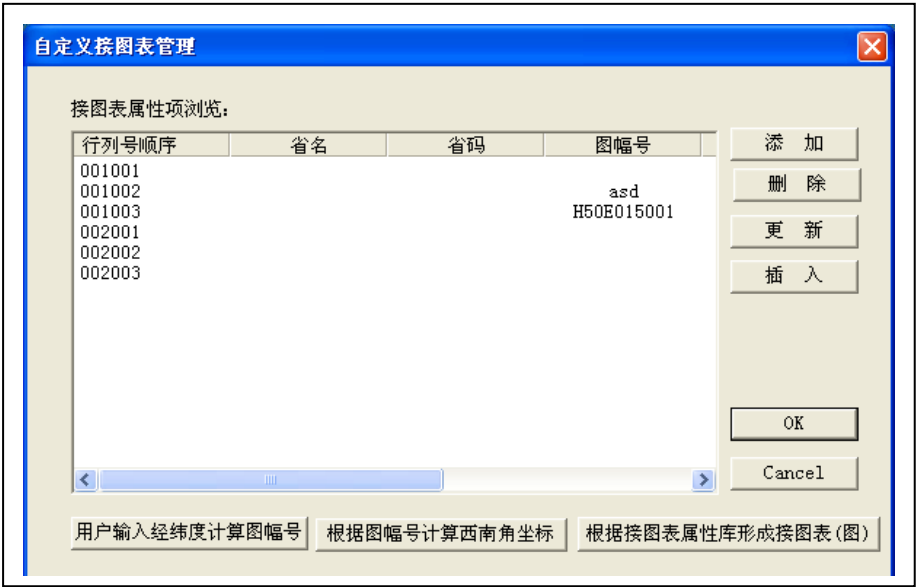 自定义接图表管理
接图表属性项浏览:
行列号顺序 省名 省码 图幅号
001001
001002 asd
001003 H50E015001
002001
002002
002003
添 加
删 除
更 新
插 入
OK
Cancel
用户输入经纬度计算图幅号 根据图幅号计算西南角坐标 根据接图表属性库形成接图表(图)